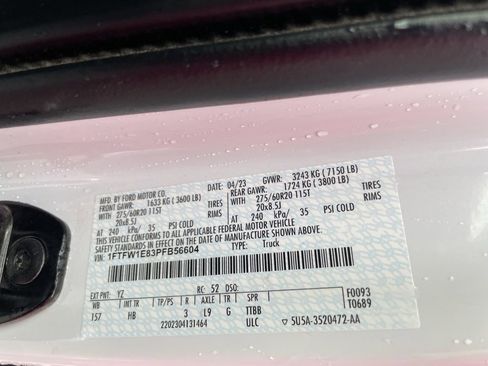 MFD. BY FORD MOTOR CO.
DATE: 04/23 GVWR: 3243 KG ( 7150 LB)
FRONT GAWR: 1633 KG ( 3600 LB) REAR GAWR: 1724 KG ( 3800 LB)
WITH 275/60R20 115T TIRES WITH 275/60R20 115T TIRES
20x8.5J RIMS 20x8.5J RIMS
AT 240 kPa/ 35 PSI COLD AT 240 kPa/ 35 PSI COLD
THIS VEHICLE CONFORMS TO ALL APPLICABLE FEDERAL MOTOR VEHICLE
SAFETY STANDARDS IN EFFECT ON THE DATE OF MANUFACTURE SHOWN ABOVE.
VIN: 1FTFW1E83PFB56604 TYPE: Truck
EXT PNT: YZ RC: 52 DSO: F0093
WB HB INT TR TP/PS R AXLE TR SPR T0689
157 HB 3 L9 G TTBB
2202304131464 ULC 5U5A-3520472-AA